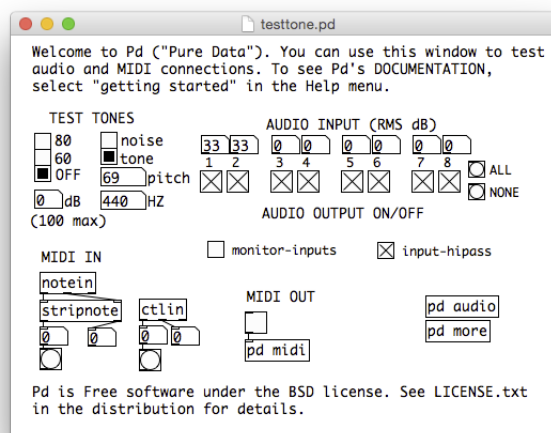 testtone.pd
Welcome to Pd ("Pure Data"). You can use this window to test
audio and MIDI connections. To see Pd's DOCUMENTATION,
select "getting started" in the Help menu.
TEST TONES
80
60
OFF
noise
tone
69 pitch
0 dB
440 HZ
(100 max)
AUDIO INPUT (RMS dB)
33 33 0 0 0 0 0 0
1 2 3 4 5 6 7 8
ALL
NONE
AUDIO OUTPUT ON/OFF
monitor-inputs
input-hipass
MIDI IN
notein
stripnote
ctlin
0 0 0 0
MIDI OUT
pd midi
pd audio
pd more
Pd is Free software under the BSD license. See LICENSE.txt
in the distribution for details.